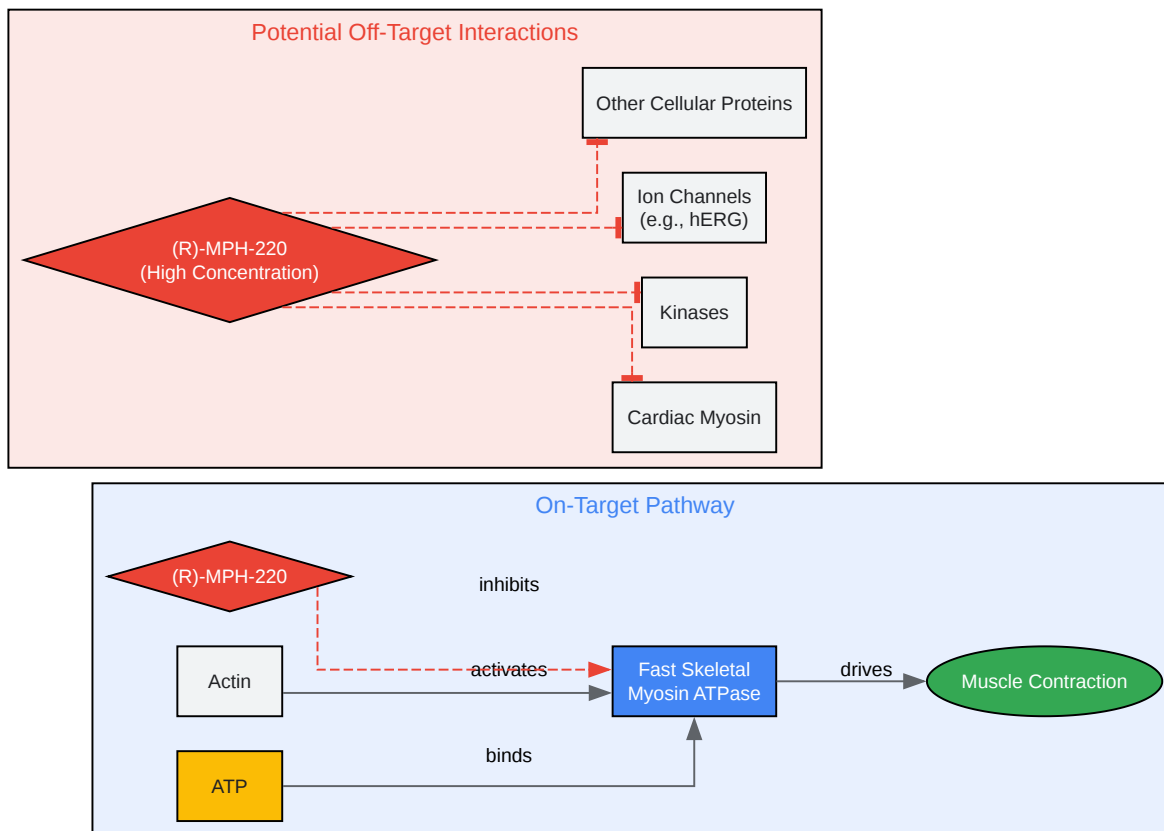 Potential Off-Target Interactions
Other Cellular Proteins
Ion Channels
(e.g., hERG)
(R)-MPH-220
(High Concentration)
Kinases
Cardiac Myosin
On-Target Pathway
(R)-MPH-220
inhibits
Actin
activates
Fast Skeletal
Myosin ATPase
drives
Muscle Contraction
ATP
binds